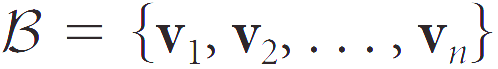 ℬ = {𝐯₁, 𝐯₂, . . . , 𝐯ₙ}